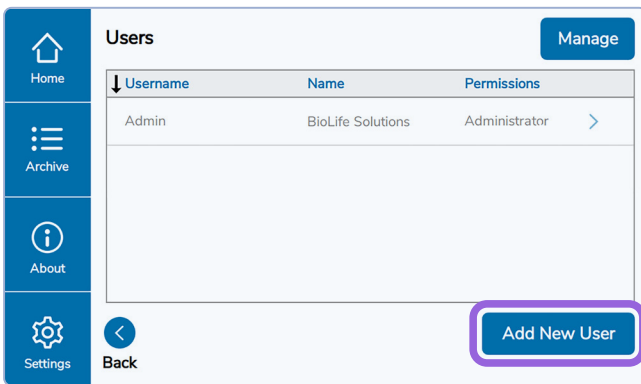 Users
Manage
Home
Username Name Permissions
Admin BioLife Solutions Administrator
Archive
About
Add New User
Back
Settings